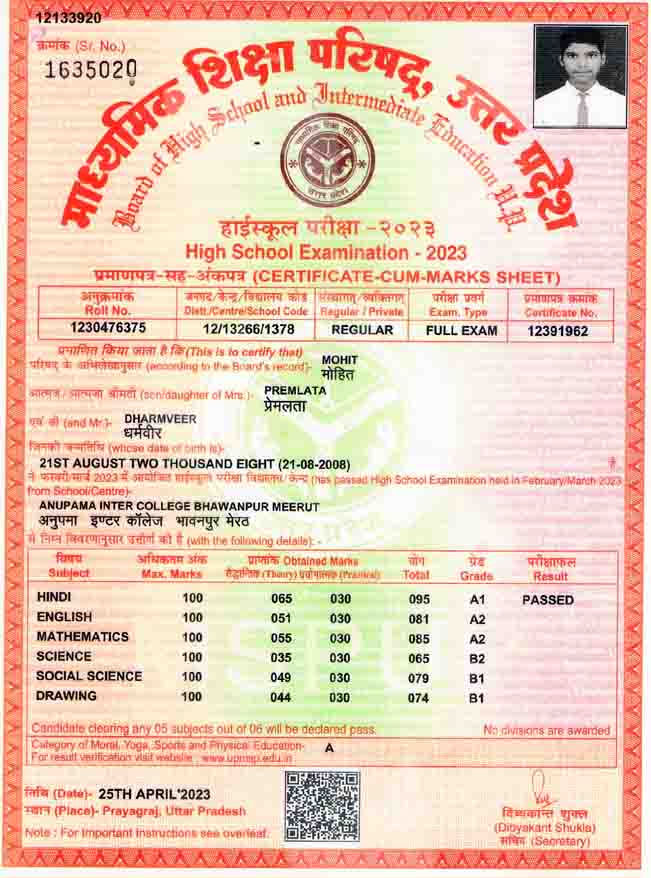 12133920
क्रमांक (Sr. No.)
1635020
माध्यमिक शिक्षा परिषद्, उत्तर प्रदेश
Board of High School and Intermediate Education U.P.
हाईस्कूल परीक्षा -२०२३
High School Examination - 2023
प्रमाणपत्र-सह-अंकपत्र (CERTIFICATE-CUM-MARKS SHEET)
अनुक्रमांक जनपद/केन्द्र/विद्यालय कोड संस्थागत/व्यक्तिगत परीक्षा प्रवर्ग प्रमाणपत्र क्रमांक
Roll No. Distt./Centre/School Code Regular / Private Exam. Type Certificate No.
1230476375 12/13266/1378 REGULAR FULL EXAM 12391962
प्रमाणित किया जाता है कि (This is to certify that)
परिषद के अभिलेखानुसार (according to the Board's record)- MOHIT
मोहित
आत्मज/आत्मजा श्रीमती (son/daughter of Mrs.)- PREMLATA
प्रेमलता
एवं श्री (and Mr.)- DHARMVEER
धर्मवीर
जिनकी जन्मतिथि (whose date of birth is)-
21ST AUGUST TWO THOUSAND EIGHT (21-08-2008) है
ने फरवरी/मार्च 2023 में आयोजित हाईस्कूल परीक्षा विद्यालय/केन्द्र (has passed High School Examination held in February/March 2023
from School/Centre)-
ANUPAMA INTER COLLEGE BHAWANPUR MEERUT
अनुपमा इण्टर कॉलेज भावनपुर मेरठ
से निम्न विवरणानुसार उत्तीर्ण की है (with the following details): -
विषय अधिकतम अंक प्राप्तांक Obtained Marks योग ग्रेड परीक्षाफल
Subject Max. Marks सैद्धान्तिक (Theory) प्रयोगात्मक (Practical) Total Grade Result
HINDI 100 065 030 095 A1 PASSED
ENGLISH 100 051 030 081 A2
MATHEMATICS 100 055 030 085 A2
SCIENCE 100 035 030 065 B2
SOCIAL SCIENCE 100 049 030 079 B1
DRAWING 100 044 030 074 B1
Candidate clearing any 05 subjects out of 06 will be declared pass. No divisions are awarded
Category of Moral, Yoga, Sports and Physical Education- A
For result verification visit website : www.upmsp.edu.in
तिथि (Date)- 25TH APRIL'2023
स्थान (Place)- Prayagraj, Uttar Pradesh
Note : For important instructions see overleaf.
दिब्यकान्त शुक्ल
(Dibyakant Shukla)
सचिव (Secretary)